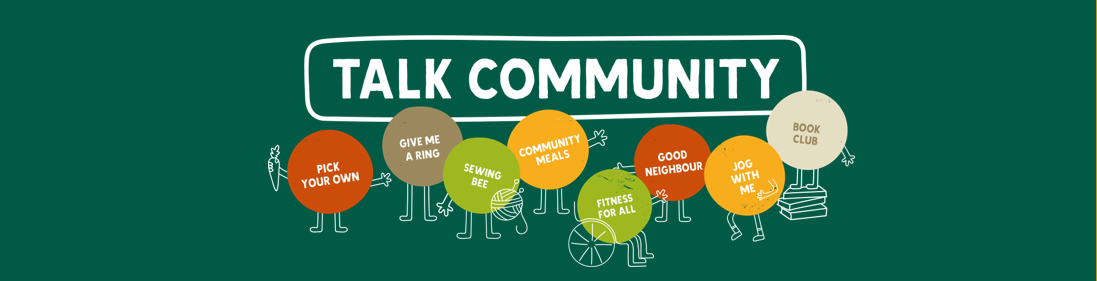 TALK COMMUNITY
PICK
YOUR OWN
GIVE ME
A RING
SEWING
BEE
COMMUNITY
MEALS
FITNESS
FOR ALL
GOOD
NEIGHBOUR
JOG
WITH
ME
BOOK
CLUB